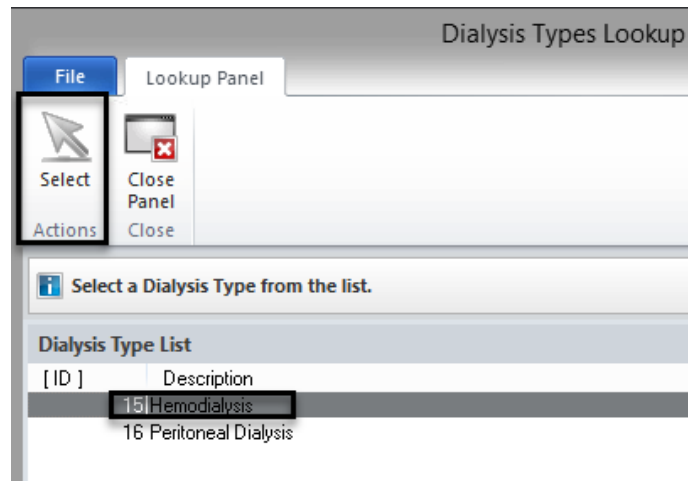 Dialysis Types Lookup
File Lookup Panel
Select Close
Panel
Actions Close
Select a Dialysis Type from the list.
Dialysis Type List
[ ID ] Description
15 Hemodialysis
16 Peritoneal Dialysis